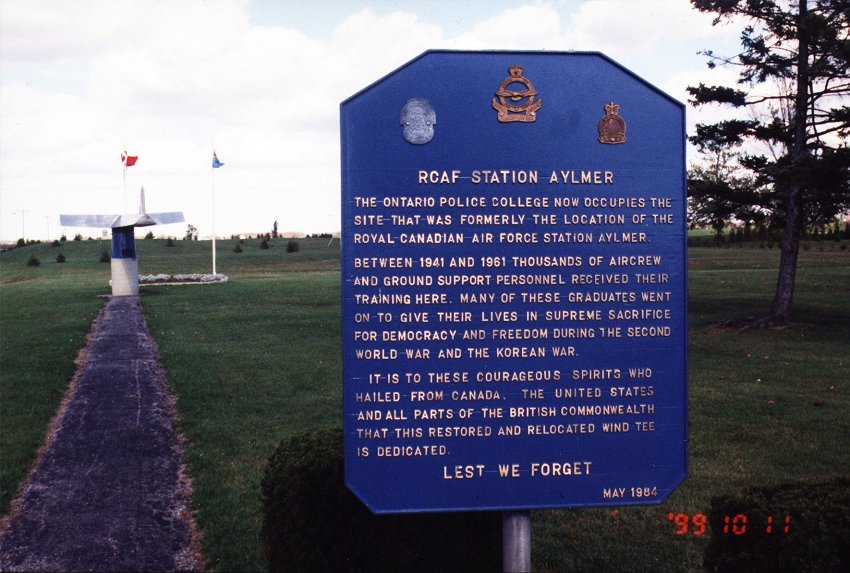 RCAF STATION AYLMER
THE ONTARIO POLICE COLLEGE NOW OCCUPIES THE
SITE THAT WAS FORMERLY THE LOCATION OF THE
ROYAL CANADIAN AIR FORCE STATION AYLMER.
BETWEEN 1941 AND 1961 THOUSANDS OF AIRCREW
AND GROUND SUPPORT PERSONNEL RECEIVED THEIR
TRAINING HERE. MANY OF THESE GRADUATES WENT
ON TO GIVE THEIR LIVES IN SUPREME SACRIFICE
FOR DEMOCRACY AND FREEDOM DURING THE SECOND
WORLD WAR AND THE KOREAN WAR.
IT IS TO THESE COURAGEOUS SPIRITS WHO
HAILED FROM CANADA. THE UNITED STATES
AND ALL PARTS OF THE BRITISH COMMONWEALTH
THAT THIS RESTORED AND RELOCATED WIND TEE
IS DEDICATED.
LEST WE FORGET
MAY 1984
'99 10 11